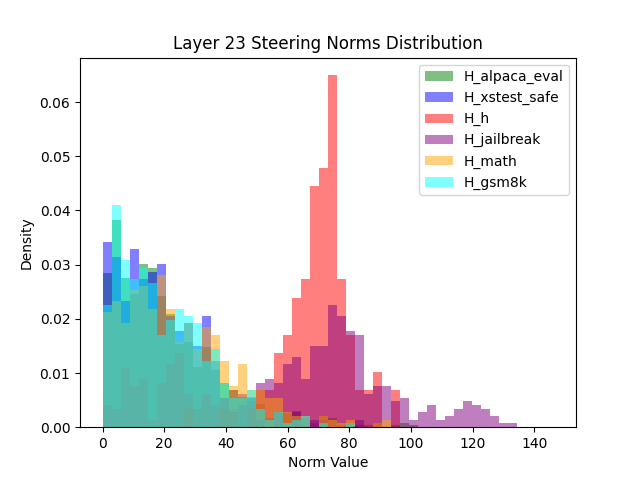 Layer 23 Steering Norms Distribution
H_alpaca_eval
H_xstest_safe
H_h
H_jailbreak
H_math
H_gsm8k
0.06
0.05
0.04
0.03
0.02
0.01
0.00
Density
0 20 40 60 80 100 120 140
Norm Value